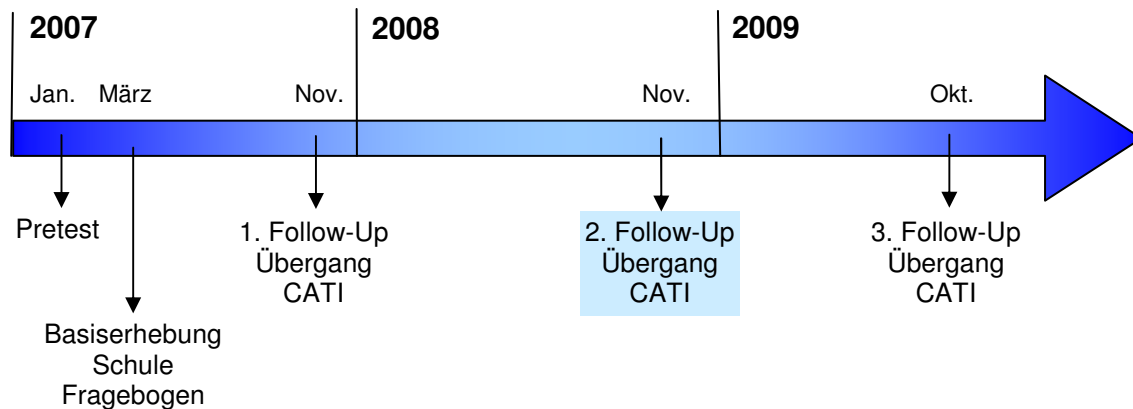 2007
2008
2009
Jan.
März
Nov.
Nov.
Okt.
Pretest
Basiserhebung
Schule
Fragebogen
1. Follow-Up
Übergang
CATI
2. Follow-Up
Übergang
CATI
3. Follow-Up
Übergang
CATI